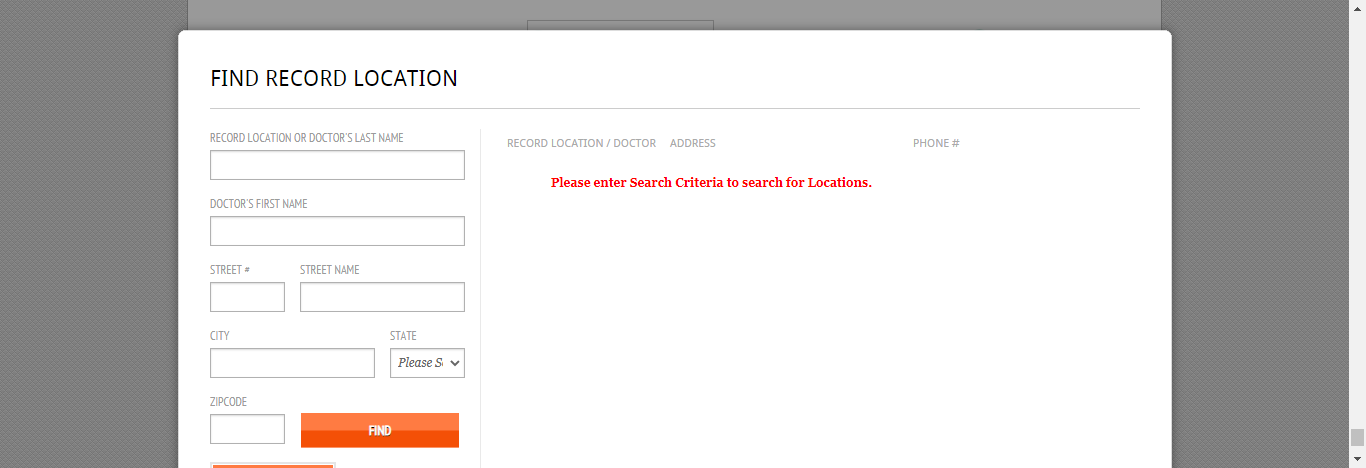 FIND RECORD LOCATION
RECORD LOCATION OR DOCTOR'S LAST NAME
DOCTOR'S FIRST NAME
STREET # STREET NAME
CITY STATE
Please S
ZIPCODE
FIND
RECORD LOCATION / DOCTOR ADDRESS PHONE #
Please enter Search Criteria to search for Locations.